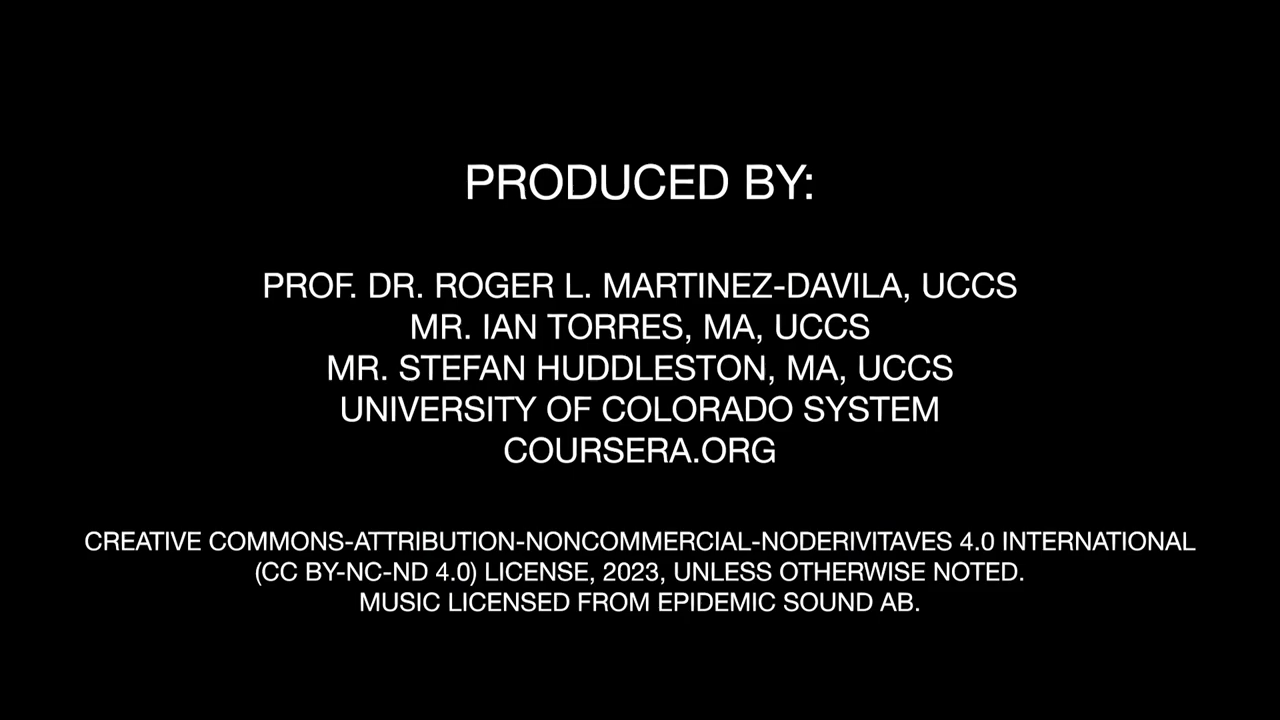 PRODUCED BY:
PROF. DR. ROGER L. MARTINEZ-DAVILA, UCCS
MR. IAN TORRES, MA, UCCS
MR. STEFAN HUDDLESTON, MA, UCCS
UNIVERSITY OF COLORADO SYSTEM
COURSERA.ORG
CREATIVE COMMONS-ATTRIBUTION-NONCOMMERCIAL-NODERIVITAVES 4.0 INTERNATIONAL
(CC BY-NC-ND 4.0) LICENSE, 2023, UNLESS OTHERWISE NOTED.
MUSIC LICENSED FROM EPIDEMIC SOUND AB.